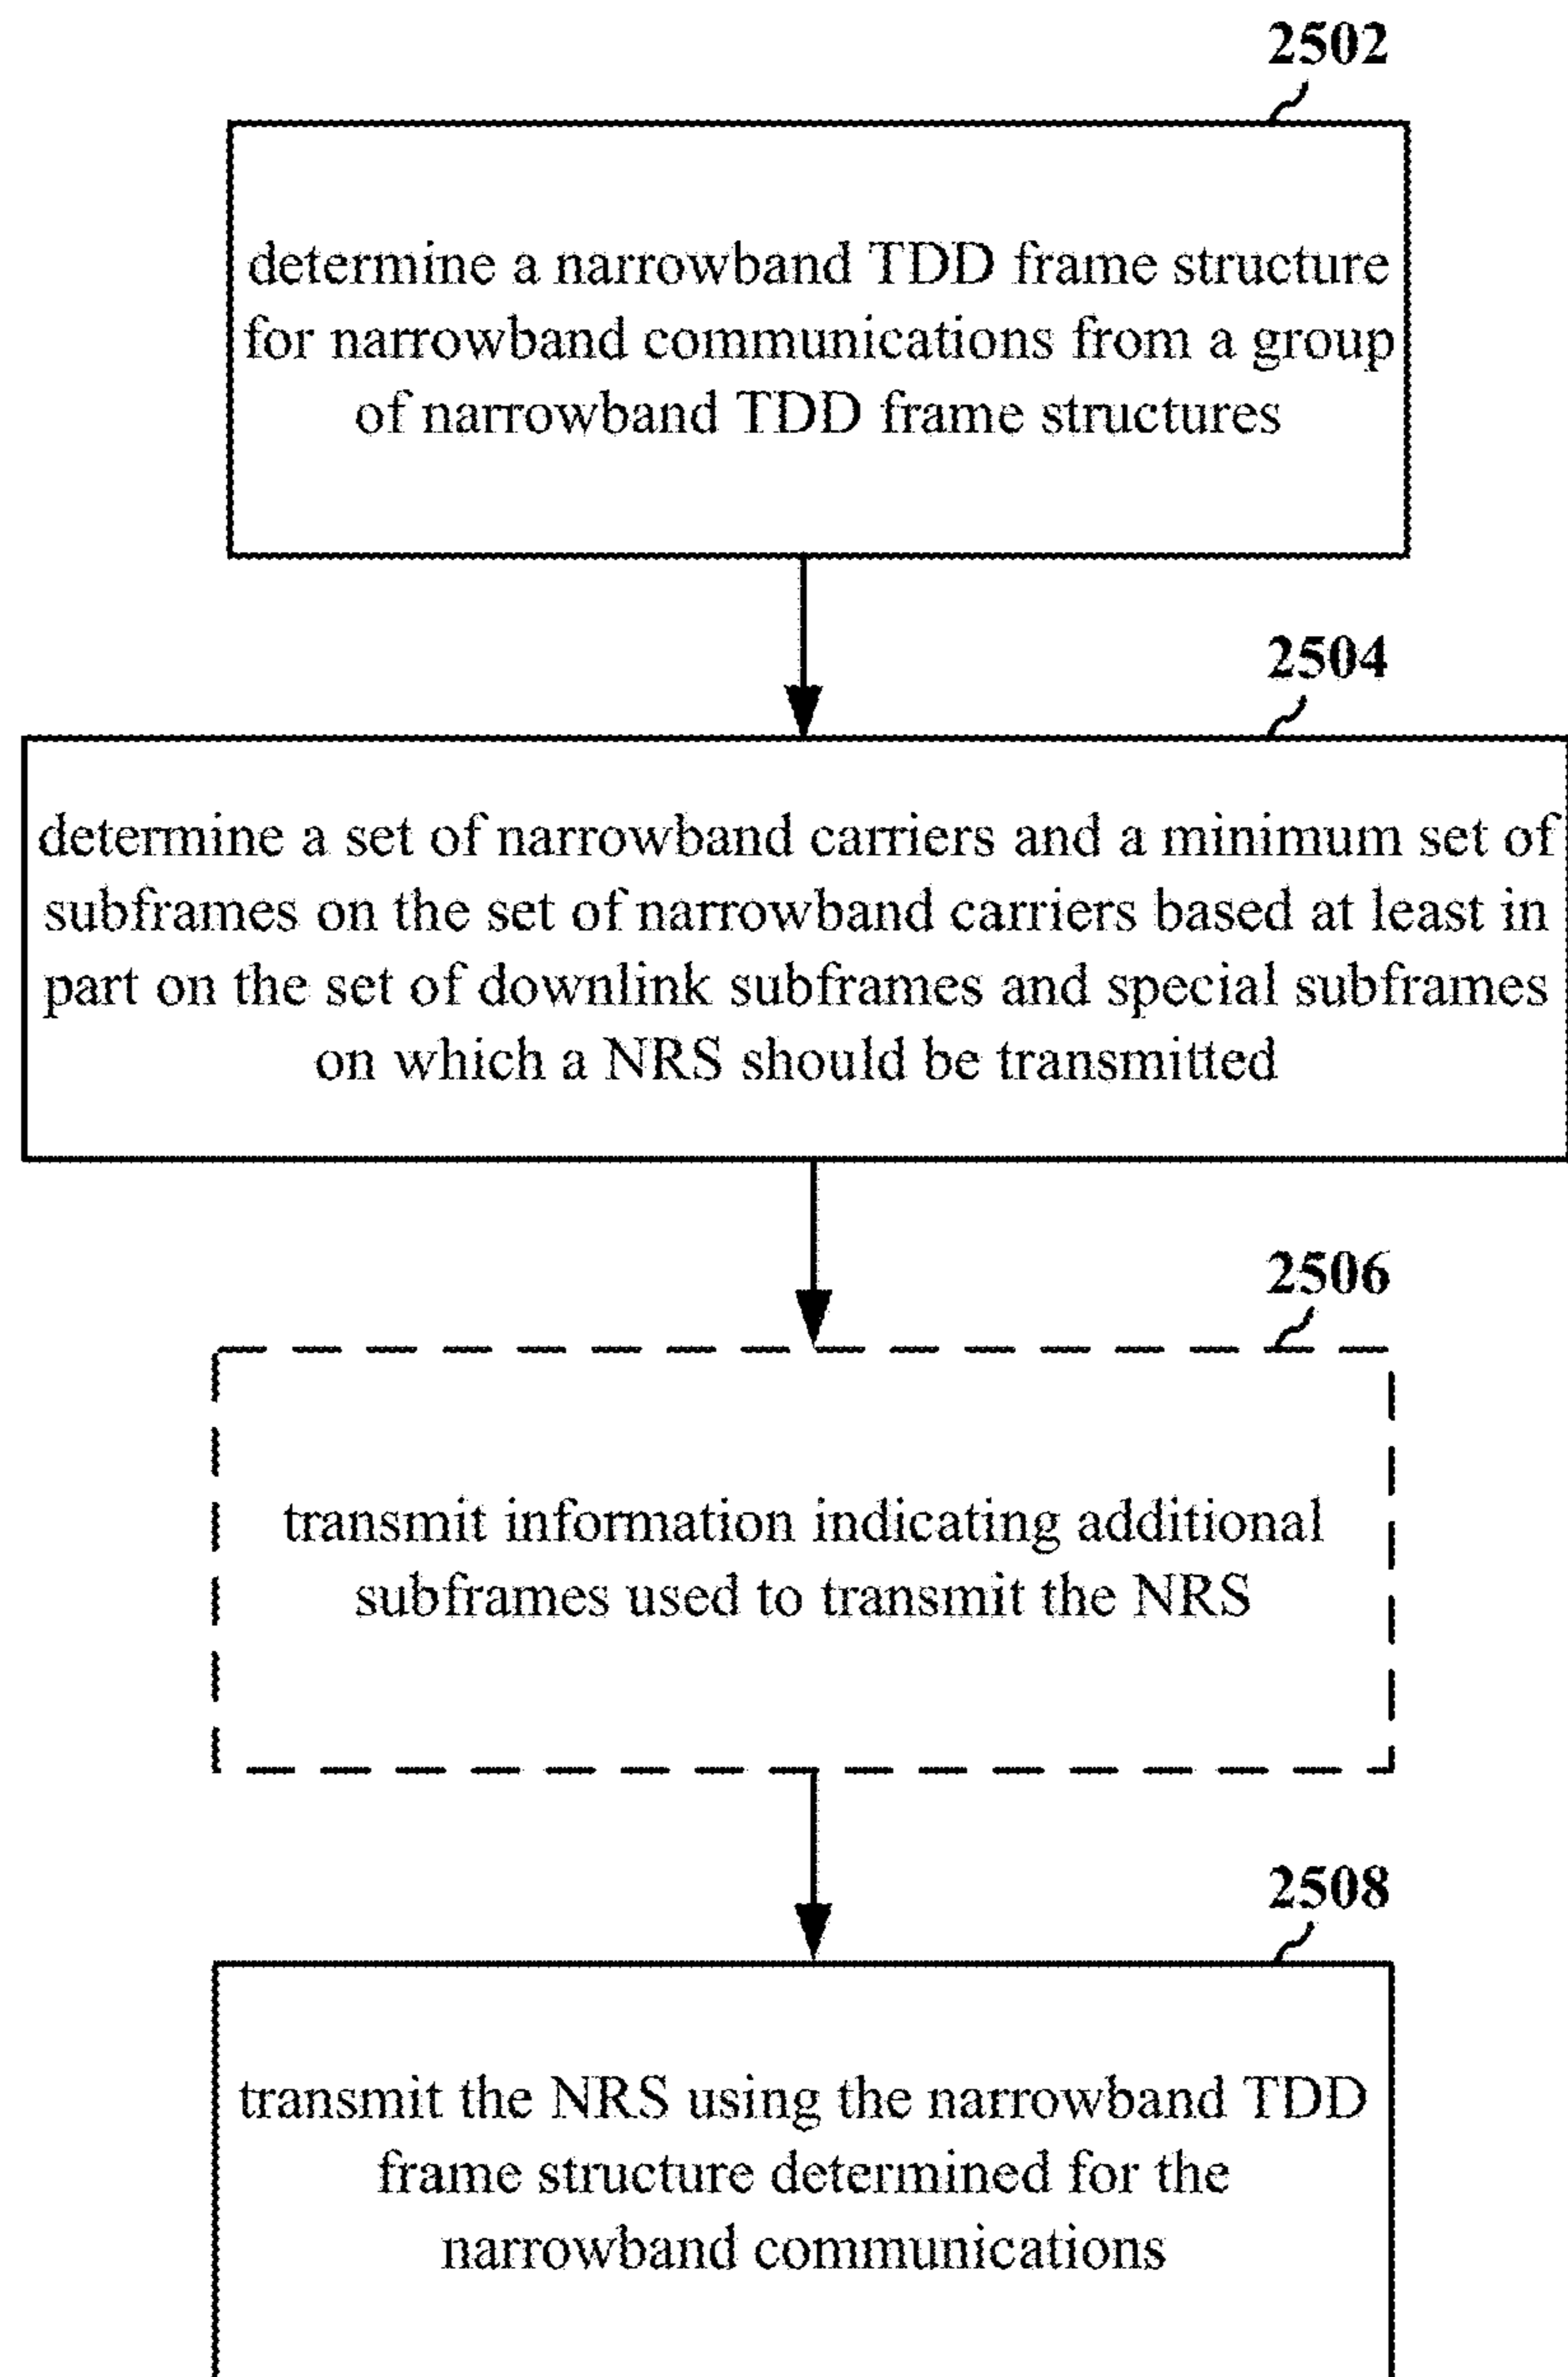 2502
determine a narrowband TDD frame structure
for narrowband communications from a group
of narrowband TDD frame structures
2504
determine a set of narrowband carriers and a minimum set of
subframes on the set of narrowband carriers based at least in
part on the set of downlink subframes and special subframes
on which a NRS should be transmitted
2506
transmit information indicating additional
subframes used to transmit the NRS
2508
transmit the NRS using the narrowband TDD
frame structure determined for the
narrowband communications